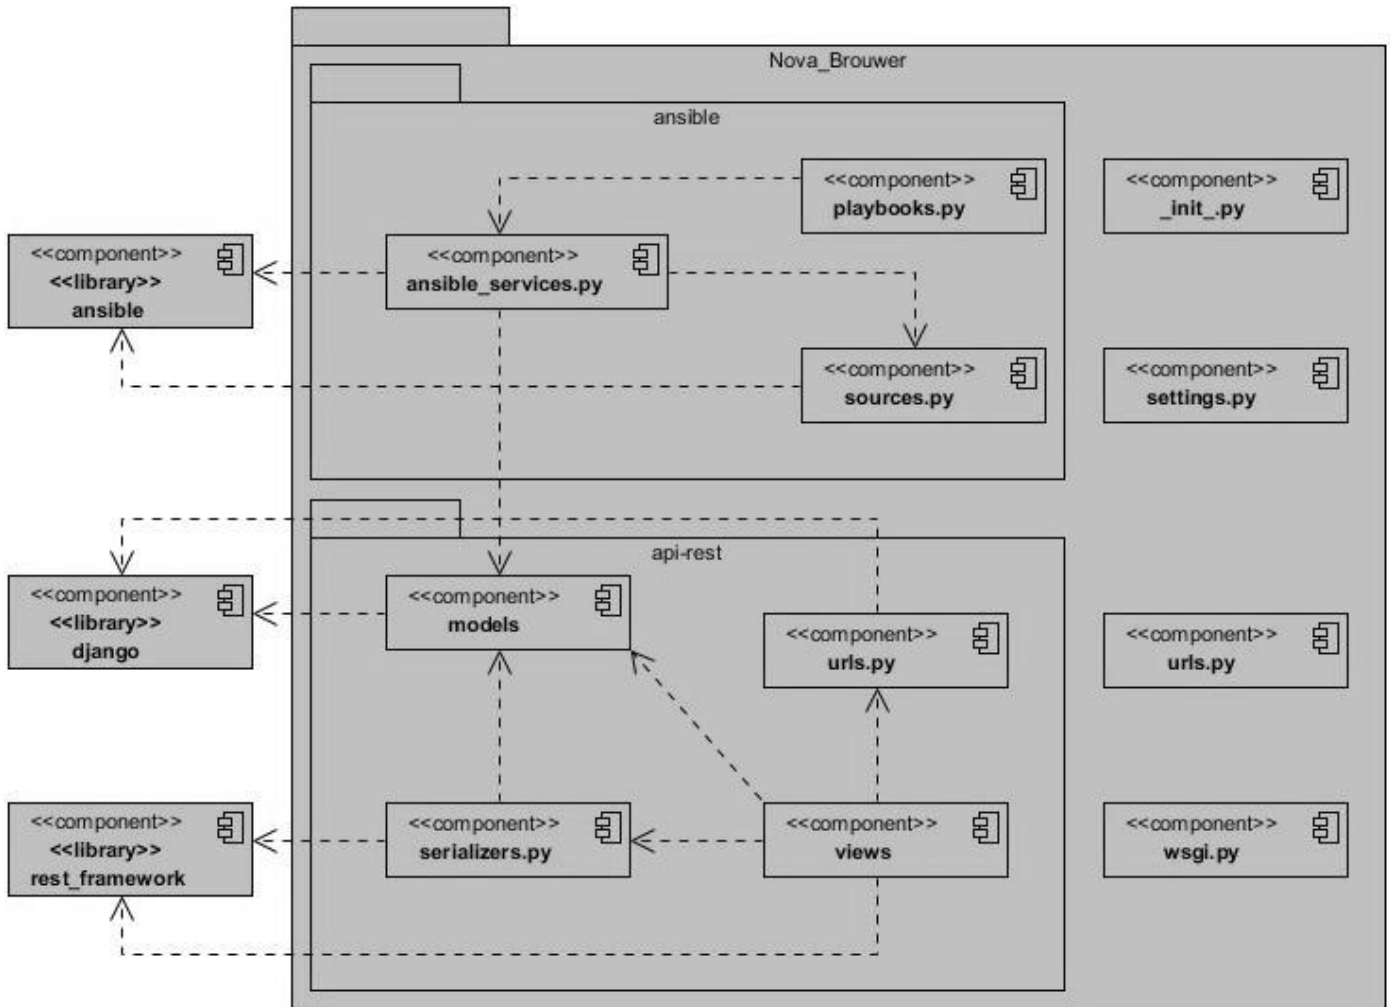 Nova_Brouwer
ansible
<<component>>
playbooks.py
<<component>>
_init_.py
<<component>>
<<library>>
ansible
<<component>>
ansible_services.py
<<component>>
sources.py
<<component>>
settings.py
api-rest
<<component>>
<<library>>
django
<<component>>
models
<<component>>
urls.py
<<component>>
urls.py
<<component>>
<<library>>
rest_framework
<<component>>
serializers.py
<<component>>
views
<<component>>
wsgi.py